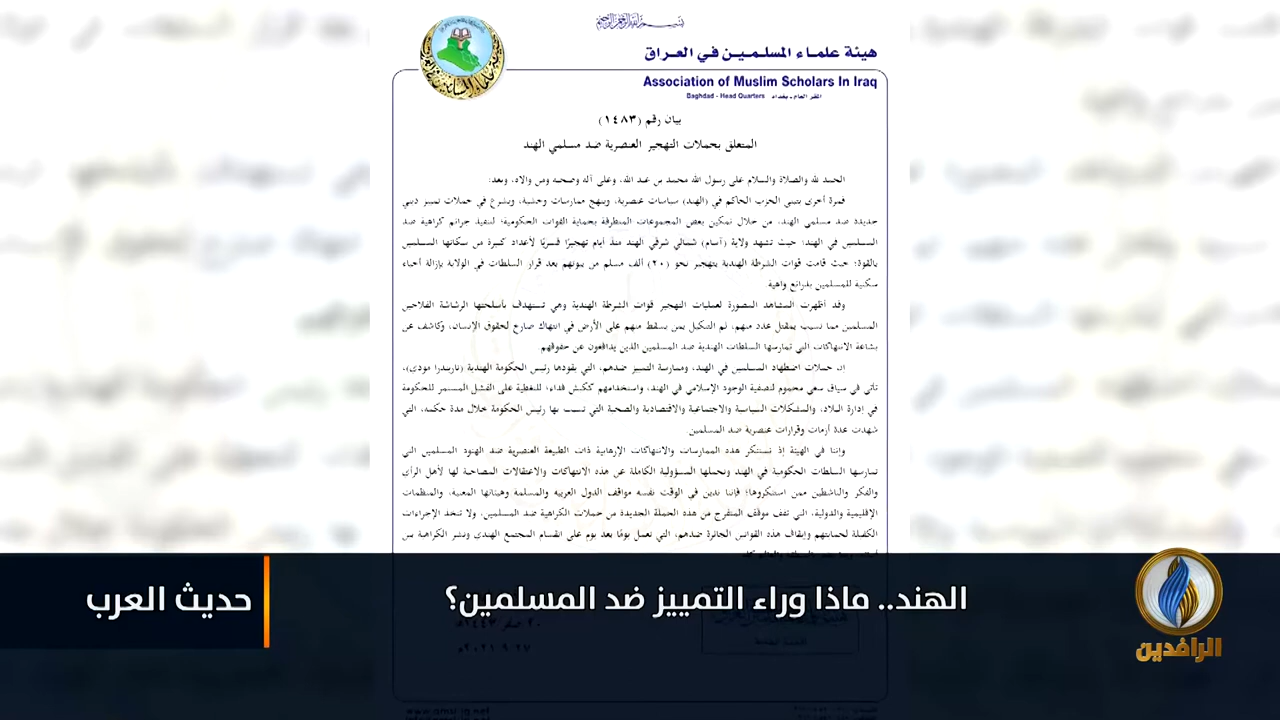 بسم الله الرحمن الرحيم
هيئة علماء المسلمين في العراق
Association of Muslim Scholars In Iraq
Baghdad - Head Quarters المقر العام - بغداد
بيان رقم (١٤٨٣)
المتعلق بحملات التهجير العنصرية ضد مسلمي الهند
الحمد لله والصلاة والسلام على رسول الله محمد بن عبد الله، وعلى آله وصحبه ومن والاه، وبعد:
فمرة أخرى يتبنى الحزب الحاكم في (الهند) سياسات عنصرية، وينهج ممارسات وحشية، ويشرع في حملات تمييز ديني
جديدة ضد مسلمي الهند، من خلال تمكين بعض المجموعات المتطرفة بحماية القوات الحكومية؛ لتنفيذ جرائم كراهية ضد
المسلمين في الهند؛ حيث تشهد ولاية (آسام) شمالي شرقي الهند منذ أيام تهجيرًا قسريًا لأعداد كبيرة من سكانها المسلمين
بالقوة؛ حيث قامت قوات الشرطة الهندية بتهجير نحو (٢٠) ألف مسلم من بيوتهم بعد قرار السلطات في الولاية بإزالة أحياء
سكنية للمسلمين بذرائع واهية.
وقد أظهرت المشاهد المصورة لعمليات التهجير قوات الشرطة الهندية وهي تستهدف بأسلحتها الرشاشة الفلاحين
المسلمين مما تسبب بمقتل عدد منهم، ثم التنكيل بمن يسقط منهم على الأرض في انتهاك صارخ لحقوق الإنسان، وكاشف عن
بشاعة الانتهاكات التي تمارسها السلطات الهندية ضد المسلمين الذين يدافعون عن حقوقهم.
إن حملات اضطهاد المسلمين في الهند، وممارسة التمييز ضدهم، التي يقودها رئيس الحكومة الهندية (ناريندرا مودي)،
تأتي في سياق سعي محموم لتصفية الوجود الإسلامي في الهند، واستخدامهم ككبش فداء؛ للتغطية على الفشل المستمر للحكومة
في إدارة البلاد، والمشكلات السياسية والاجتماعية والاقتصادية والصحية التي تسبب بها رئيس الحكومة خلال مدة حكمه، التي
شهدت عدة أزمات وقرارات عنصرية ضد المسلمين.
وإننا في الهيئة إذ نستنكر هذه الممارسات والانتهاكات الإرهابية ذات الطبيعة العنصرية ضد الهنود المسلمين التي
تمارسها السلطات الحكومية في الهند ونحملها المسؤولية الكاملة عن هذه الانتهاكات والاعتقالات المصاحبة لها لأهل الرأي
والفكر والناشطين ممن استنكروها؛ فإننا ندين في الوقت نفسه مواقف الدول العربية والمسلمة وهيئاتها المعنية، والمنظمات
الإقليمية والدولية، التي تقف موقف المتفرج من هذه الحملة الجديدة من حملات الكراهية ضد المسلمين، ولا تتخذ الإجراءات
الكفيلة لحمايتهم وإيقاف هذه القوانين الجائرة ضدهم، التي تعمل يومًا بعد يوم على انقسام المجتمع الهندي ونشر الكراهية بين
الهند.. ماذا وراء التمييز ضد المسلمين؟
حديث العرب
الرافدين